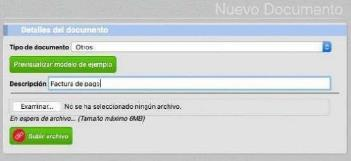 Nuevo Documento
Detalles del documento
Tipo de documento Otros
Previsualizar modelo de ejemplo
Descripción Factura de pago
Examinar... No se ha seleccionado ningún archivo.
En espera de archivo... (Tamaño máximo 6MB)
Subir archivo